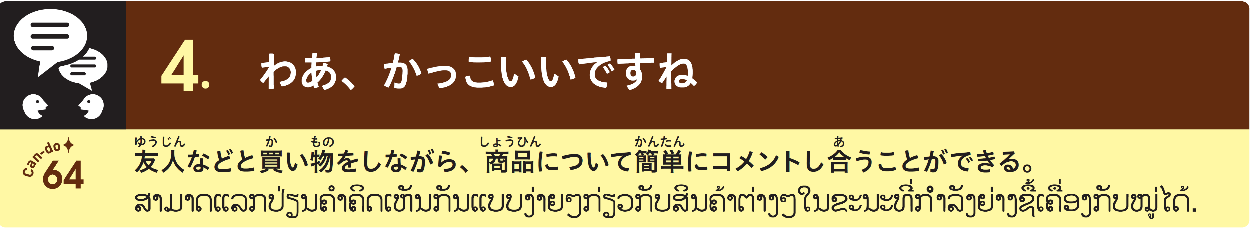 4. わあ、かっこいいですね
Can-do 64
ゆうじん か もの しょうひん かんたん あ
友人などと買い物をしながら、商品について簡単にコメントし合うことができる。
ສາມາດແລກປ່ຽນຄຳຄິດເຫັນກັນແບບງ່າຍໆກ່ຽວກັບສິນຄ້າຕ່າງໆໃນຂະນະທີ່ກຳລັງຍ່າງຊື້ເຄື່ອງກັບໝູ່ໄດ້.